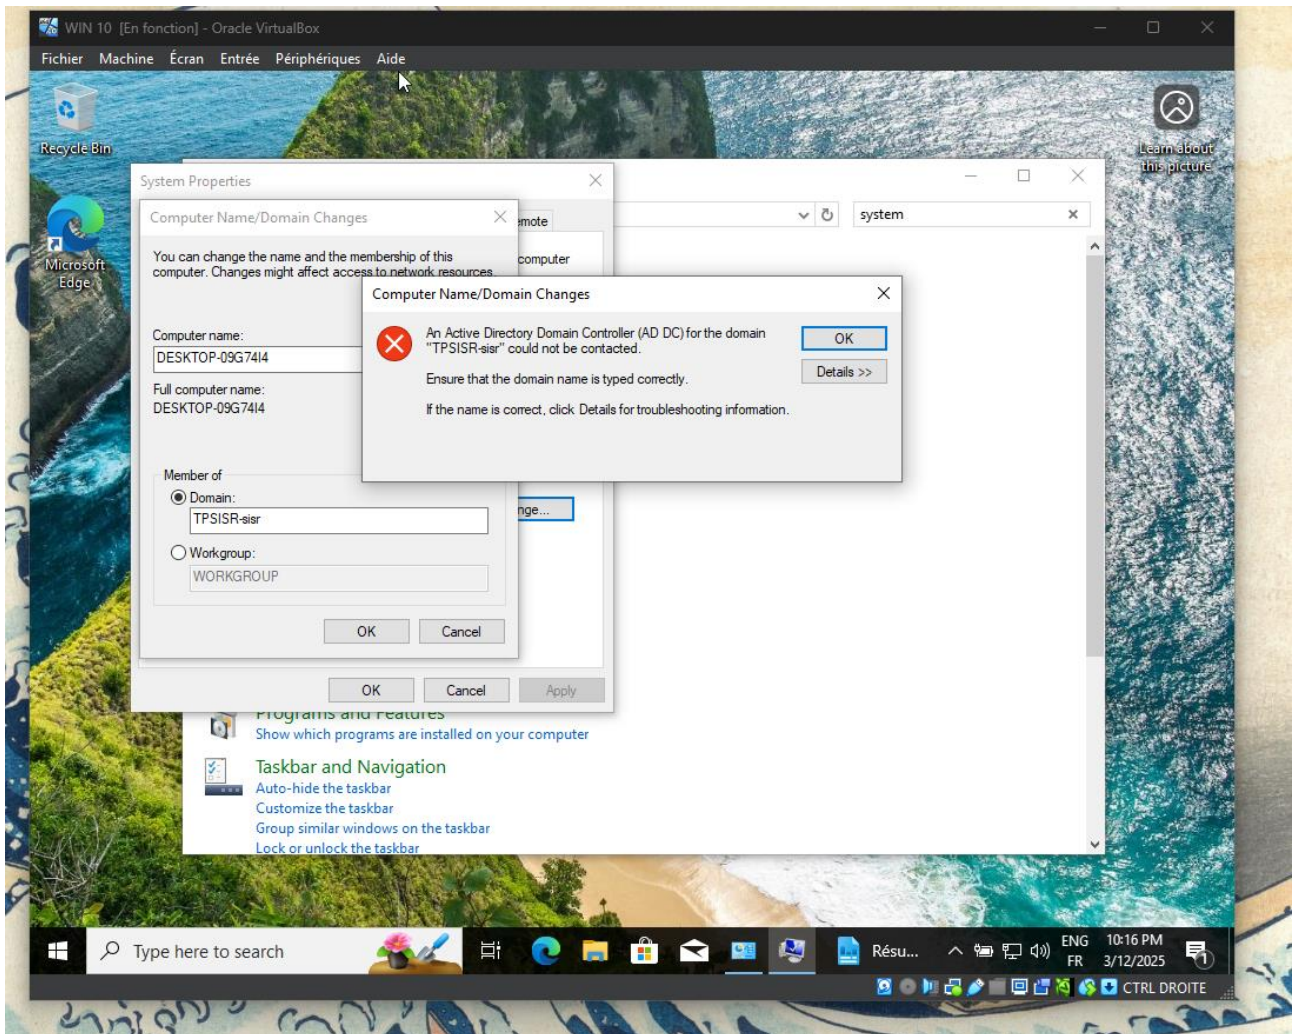 WIN 10 [En fonction] - Oracle VirtualBox
Fichier Machine Écran Entrée Périphériques Aide
Recycle Bin
Learn about
this picture
Microsoft
Edge
system
System Properties
emote
computer
nge...
OK Cancel Apply
Computer Name/Domain Changes
You can change the name and the membership of this
computer. Changes might affect access to network resources.
Computer name:
DESKTOP-09G74I4
Full computer name:
DESKTOP-09G74I4
Member of
Domain:
TPSISR-sisr
Workgroup:
WORKGROUP
OK Cancel
Computer Name/Domain Changes
An Active Directory Domain Controller (AD DC) for the domain
"TPSISR-sisr" could not be contacted.
Ensure that the domain name is typed correctly.
If the name is correct, click Details for troubleshooting information.
OK
Details >>
Programs and Features
Show which programs are installed on your computer
Taskbar and Navigation
Auto-hide the taskbar
Customize the taskbar
Group similar windows on the taskbar
Lock or unlock the taskbar
Type here to search
Résu...
ENG
FR
10:16 PM
3/12/2025
1
CTRL DROITE